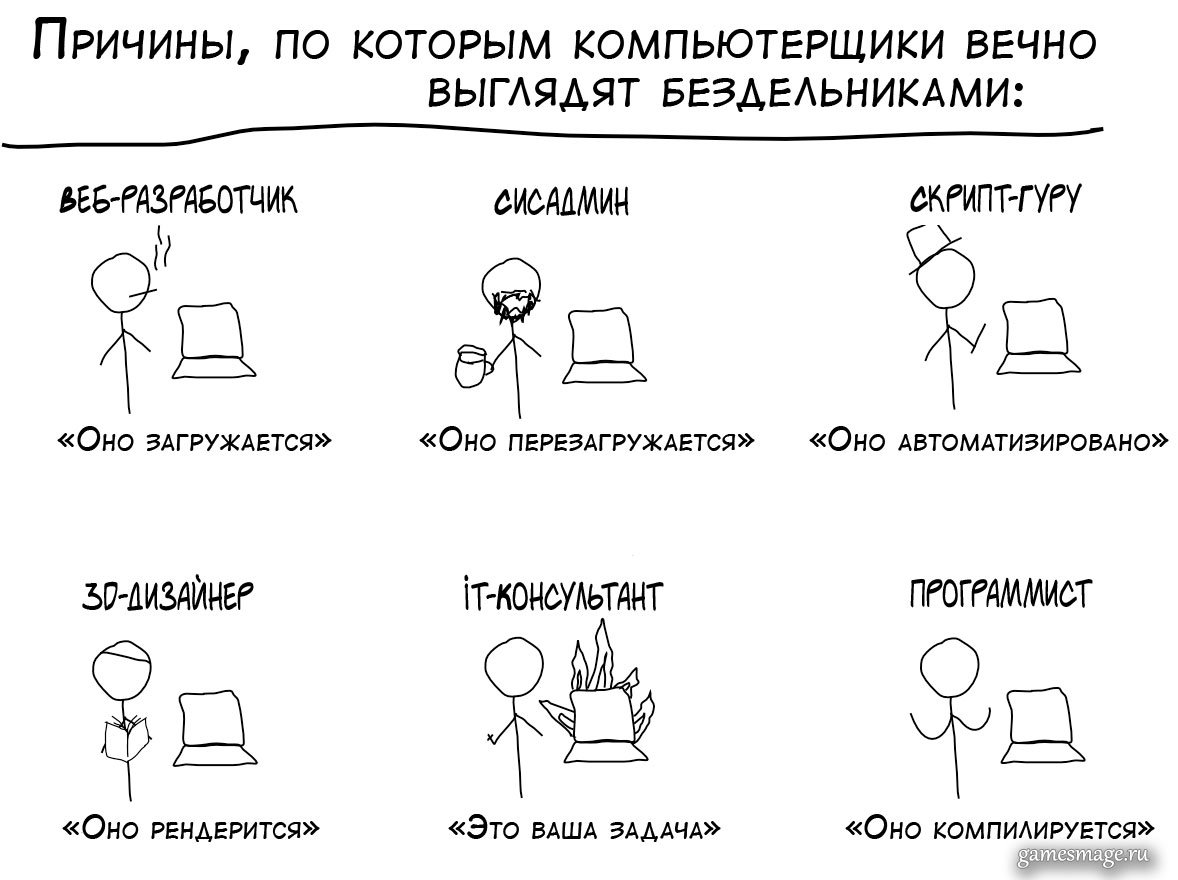 Причины, по которым компьютерщики вечно
выглядят бездельниками:
Веб-разработчик
Сисадмин
Скрипт-гуру
«Оно загружается»
«Оно перезагружается»
«Оно автоматизировано»
3D-дизайнер
iT-консультант
Программист
«Оно рендерится»
«Это ваша задача»
«Оно компилируется»
gamesmage.ru